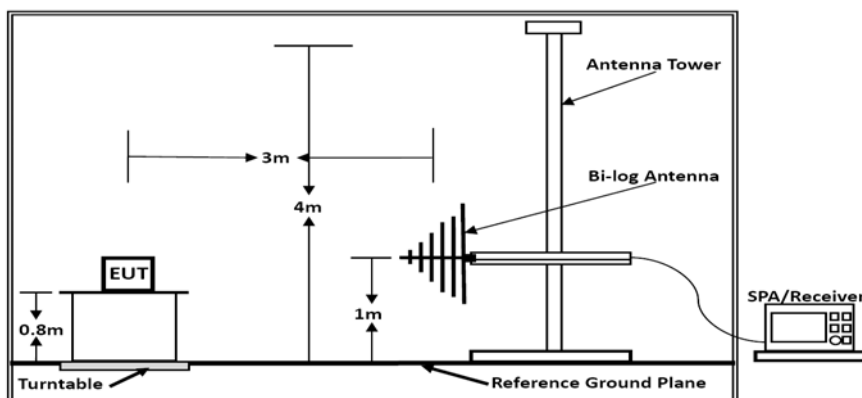 Antenna Tower
3m
Bi-log Antenna
4m
EUT
SPA/Receiver
0.8m
1m
Turntable
Reference Ground Plane